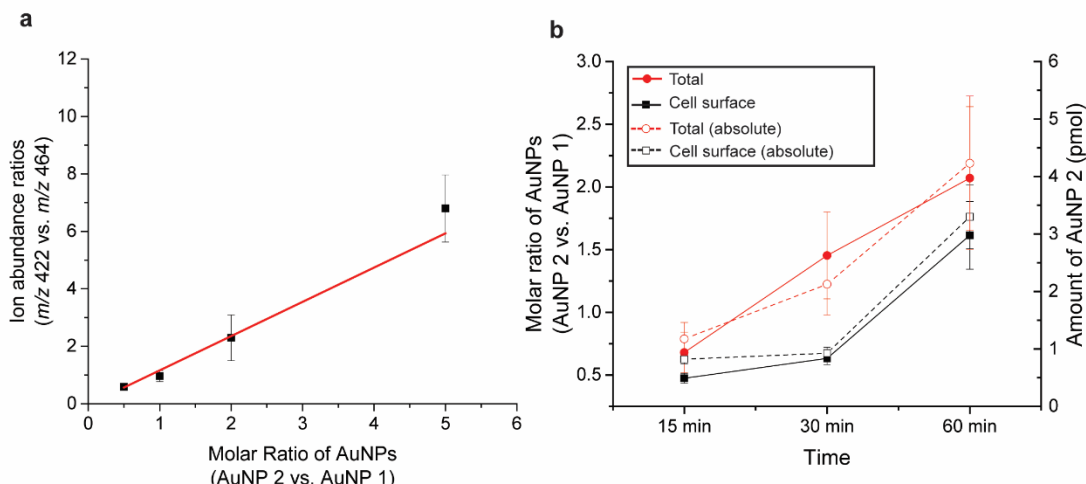 a
12
10
8
6
4
2
0
0 1 2 3 4 5 6
Ion abundance ratios
(m/z 422 vs. m/z 464)
Molar Ratio of AuNPs
(AuNP 2 vs. AuNP 1)
b
3.0
2.5
2.0
1.5
1.0
0.5
Molar ratio of AuNPs
(AuNP 2 vs. AuNP 1)
Total
Cell surface
Total (absolute)
Cell surface (absolute)
6
5
4
3
2
1
0
Amount of AuNP 2 (pmol)
15 min 30 min 60 min
Time